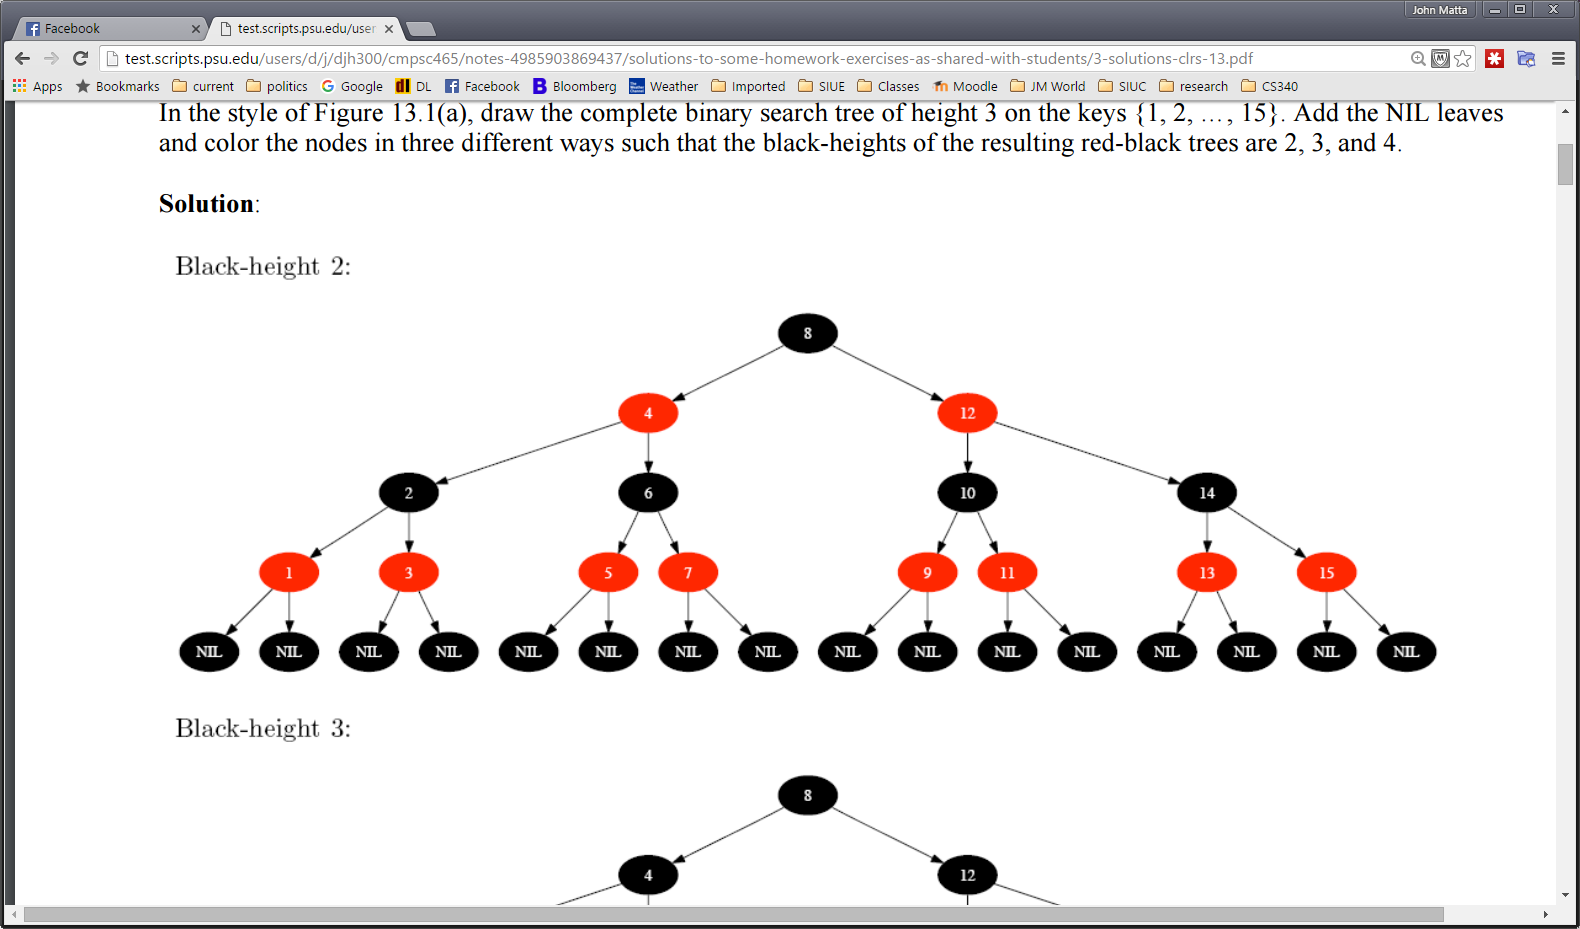 John Matta
Facebook
test.scripts.psu.edu/user
test.scripts.psu.edu/users/d/j/djh300/cmpsc465/notes-4985903869437/solutions-to-some-homework-exercises-as-shared-with-students/3-solutions-clrs-13.pdf
Apps Bookmarks current politics Google DL Facebook Bloomberg Weather Imported SIUE Classes Moodle JM World SIUC research CS340
In the style of Figure 13.1(a), draw the complete binary search tree of height 3 on the keys {1, 2, ..., 15}. Add the NIL leaves
and color the nodes in three different ways such that the black-heights of the resulting red-black trees are 2, 3, and 4.
Solution:
Black-height 2:
8
4 12
2 6 10 14
1 3 5 7 9 11 13 15
NIL NIL NIL NIL NIL NIL NIL NIL NIL NIL NIL NIL NIL NIL NIL NIL
Black-height 3:
8
4 12